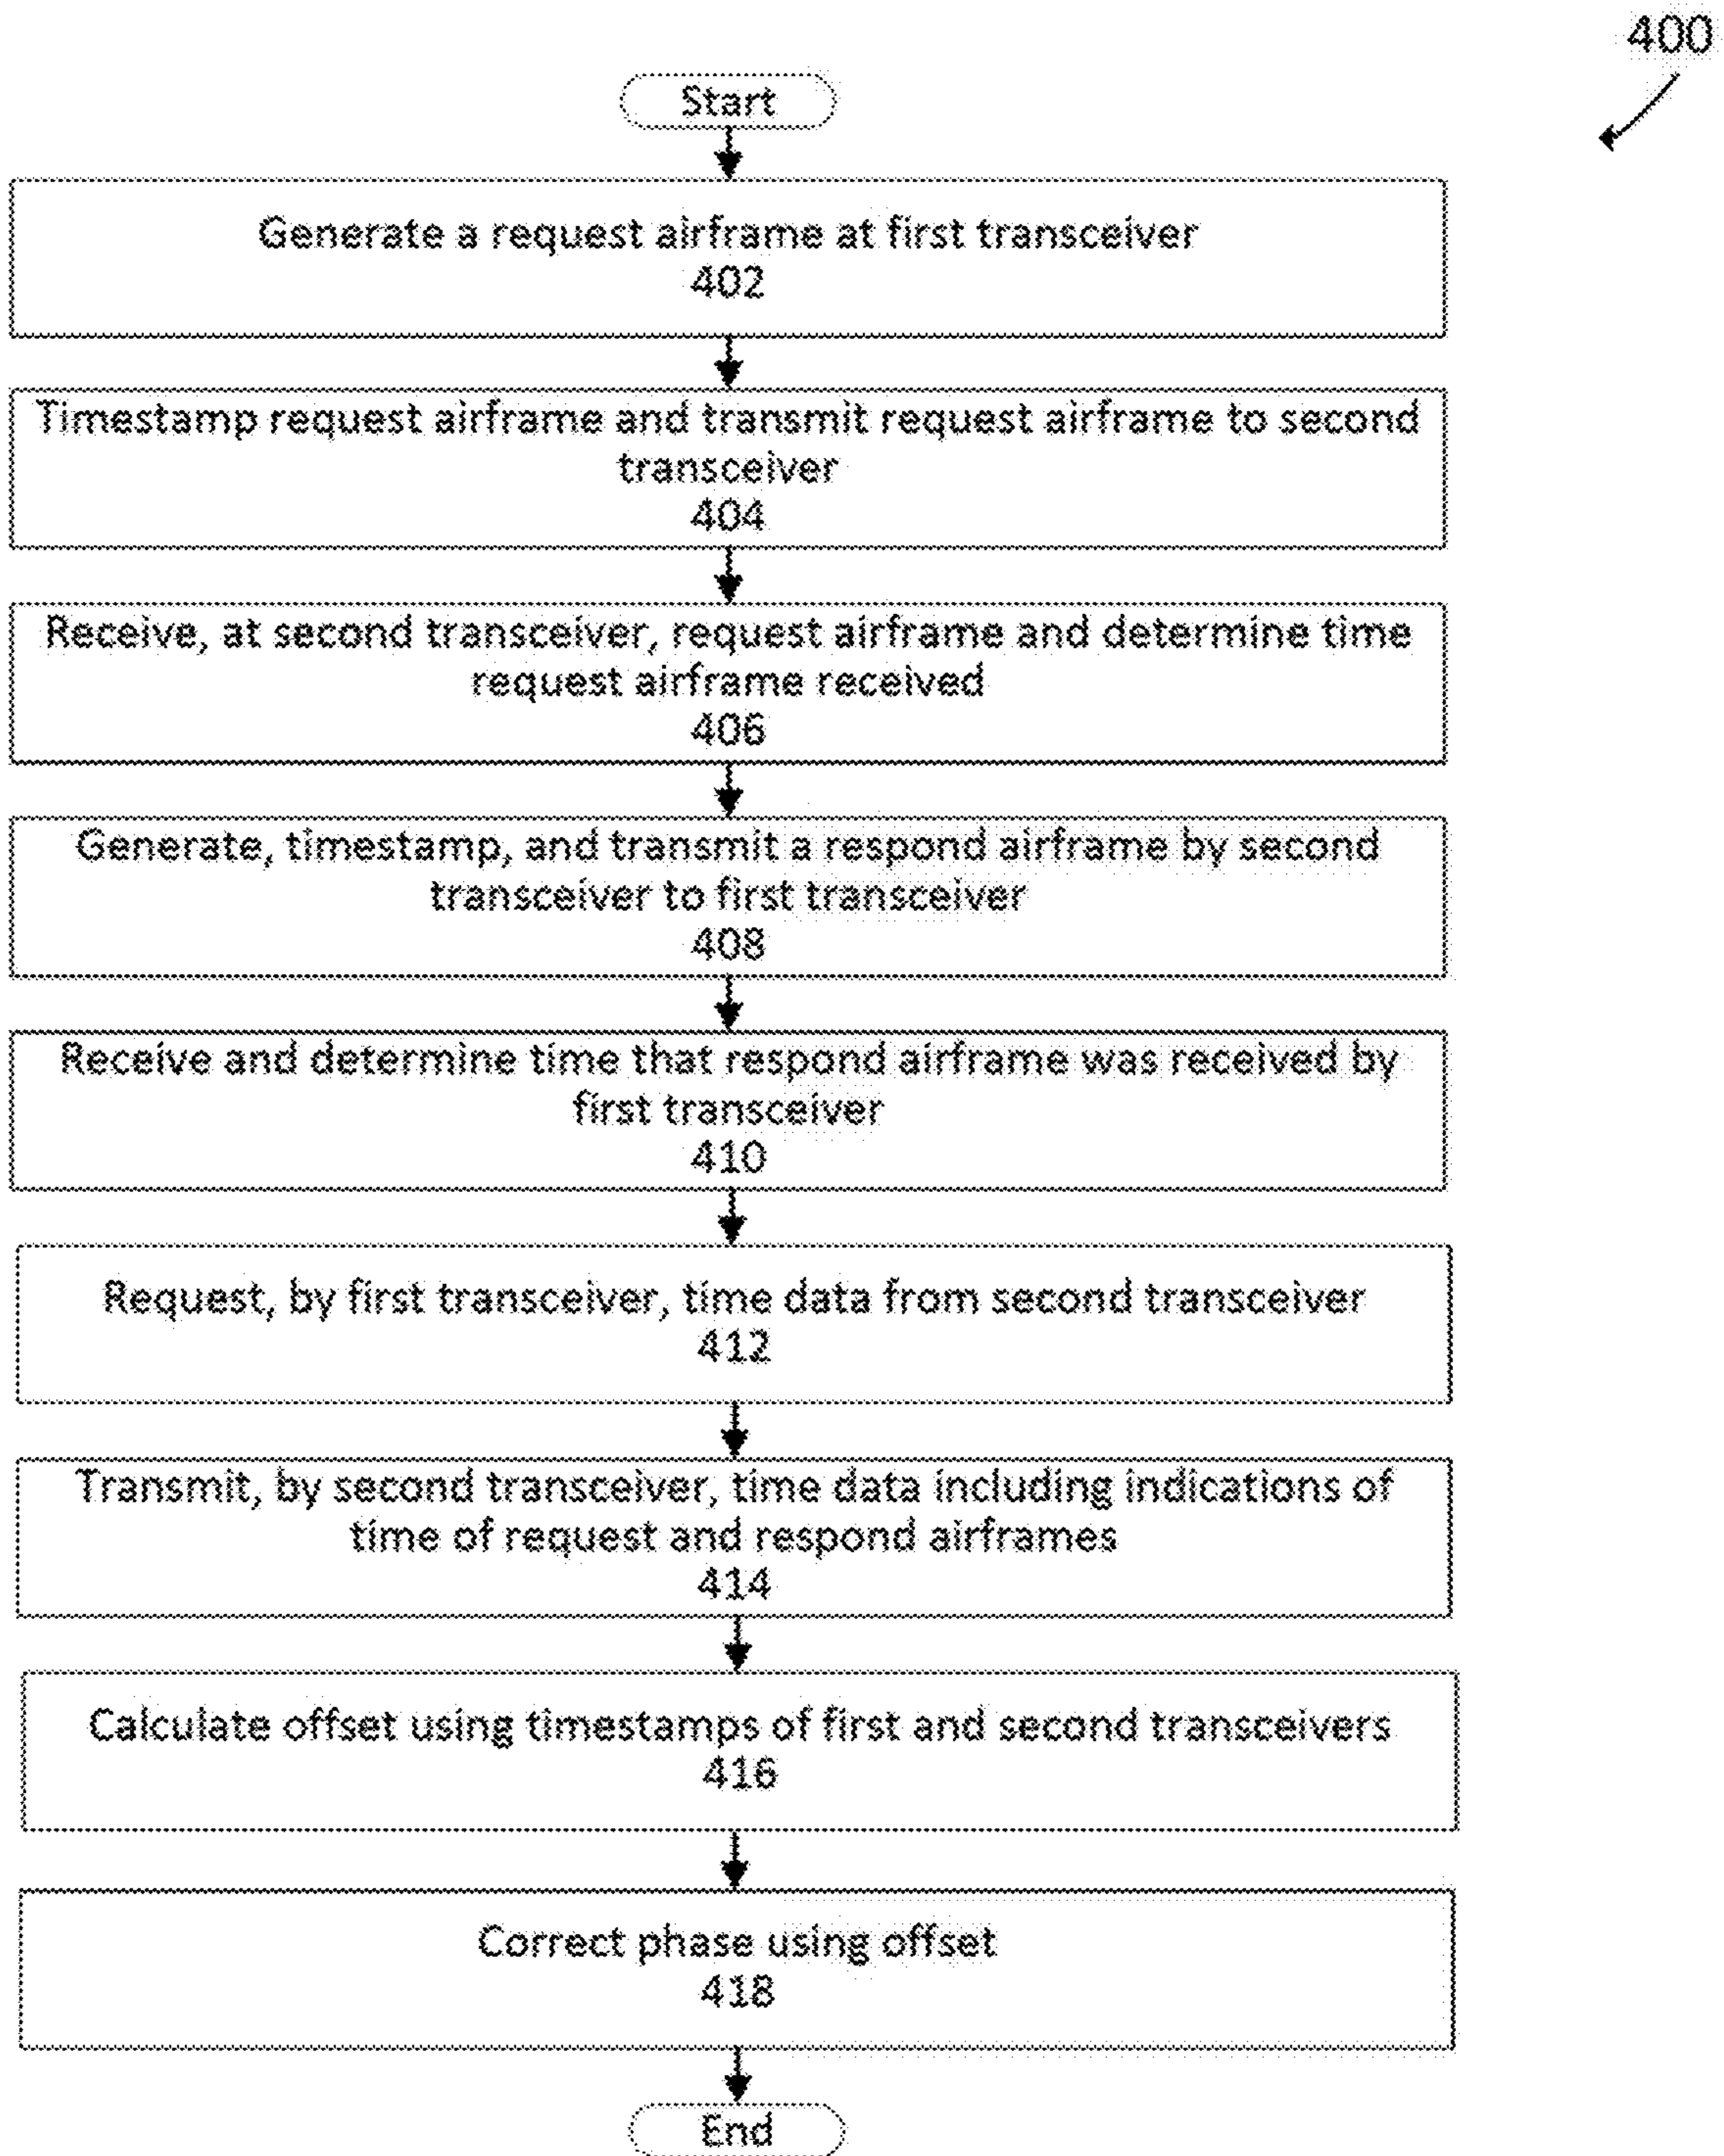 400
Start
Generate a request airframe at first transceiver
402
Timestamp request airframe and transmit request airframe to second
transceiver
404
Receive, at second transceiver, request airframe and determine time
request airframe received
406
Generate, timestamp, and transmit a respond airframe by second
transceiver to first transceiver
408
Receive and determine time that respond airframe was received by
first transceiver
410
Request, by first transceiver, time data from second transceiver
412
Transmit, by second transceiver, time data including indications of
time of request and respond airframes
414
Calculate offset using timestamps of first and second transceivers
416
Correct phase using offset
418
End